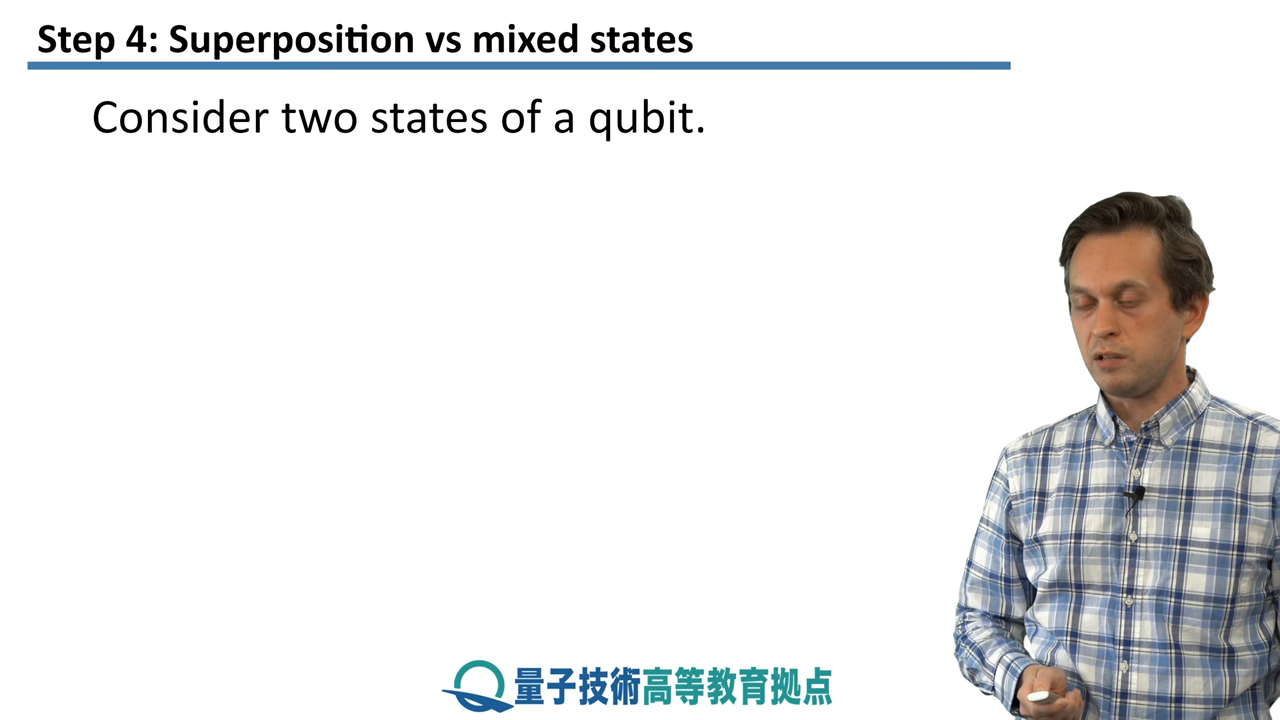 Step 4: Superposition vs mixed states
Consider two states of a qubit.
量子技術高等教育拠点